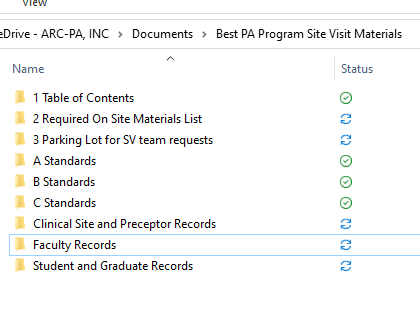 View
eDrive - ARC-PA, INC > Documents > Best PA Program Site Visit Materials
Name Status
1 Table of Contents
2 Required On Site Materials List
3 Parking Lot for SV team requests
A Standards
B Standards
C Standards
Clinical Site and Preceptor Records
Faculty Records
Student and Graduate Records